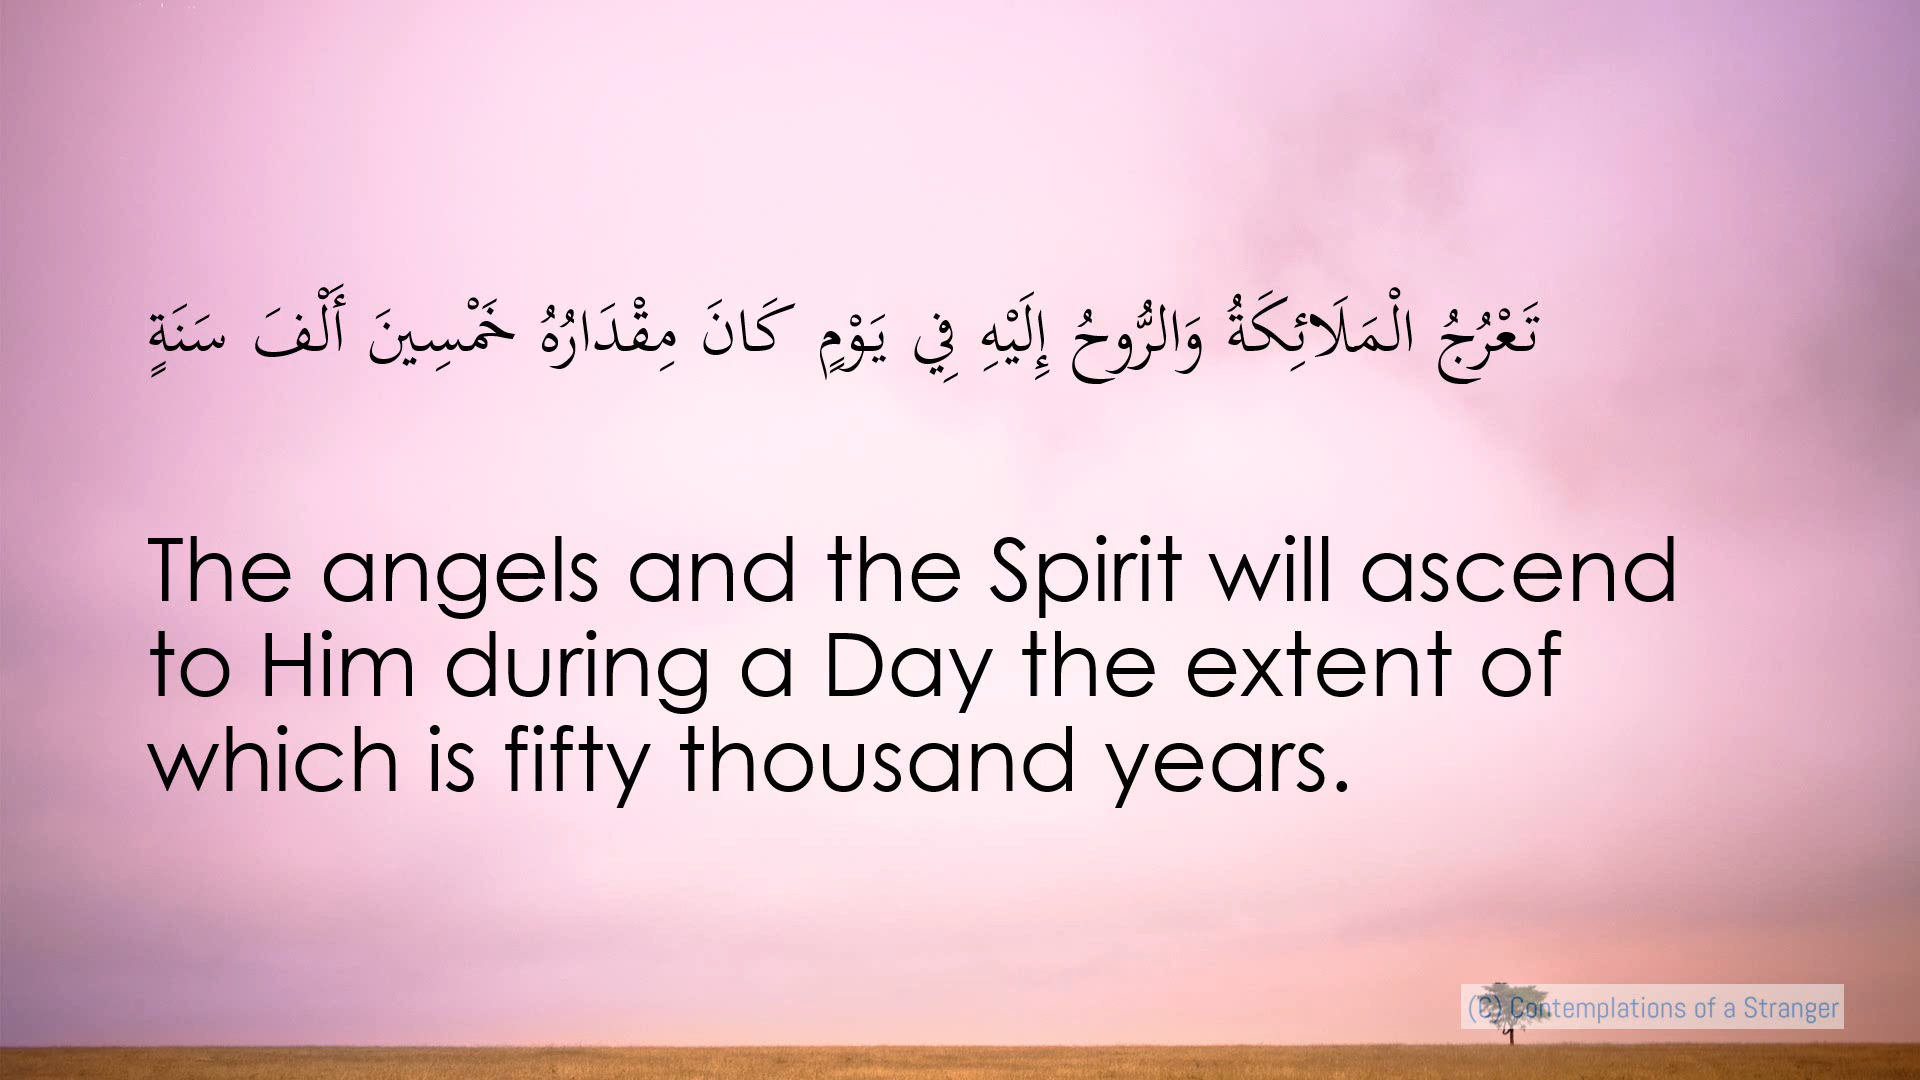 تَعْرُجُ الْمَلَائِكَةُ وَالرُّوحُ إِلَيْهِ فِي يَوْمٍ كَانَ مِقْدَارُهُ خَمْسِينَ أَلْفَ سَنَةٍ
The angels and the Spirit will ascend
to Him during a Day the extent of
which is fifty thousand years.
(C) Contemplations of a Stranger